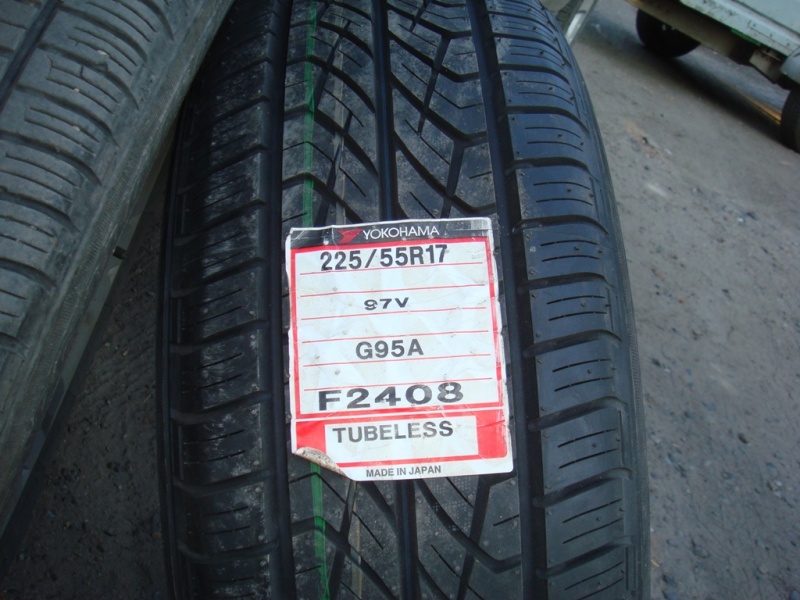 YOKOHAMA
225/55R17
97V
G95A
F2408
TUBELESS
MADE IN JAPAN